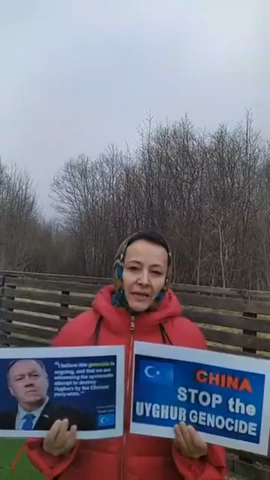 "I believe this genocide is
ongoing, and that we are
witnessing the systematic
attempt to destroy
Uyghurs by the Chinese
party-state."
CHINA
STOP the
UYGHUR GENOCIDE